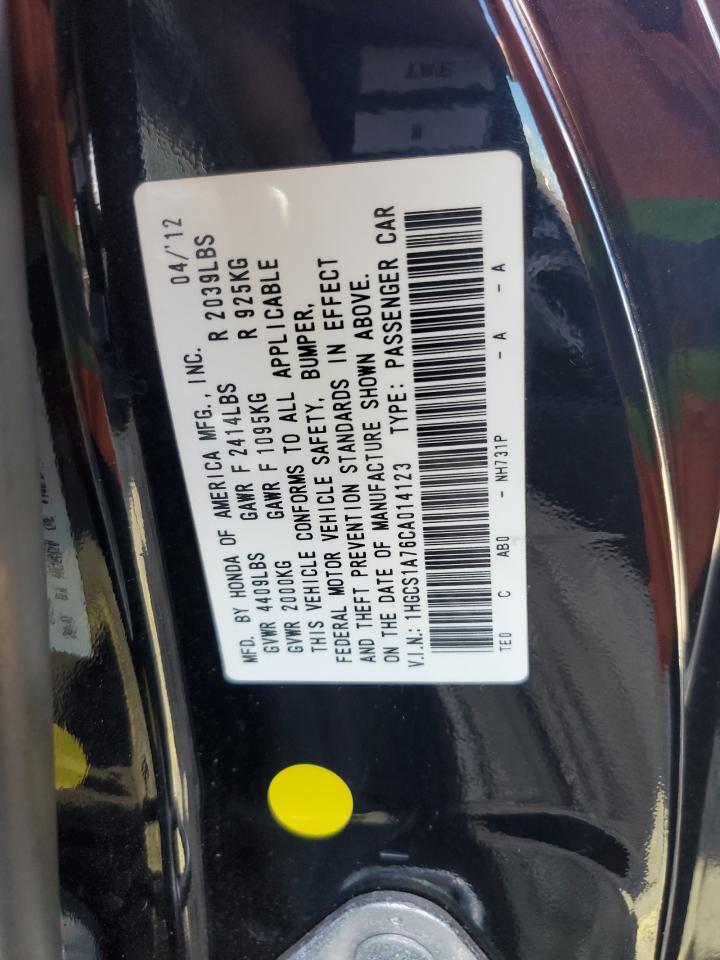 MFD. BY HONDA OF AMERICA MFG., INC. 04/'12
GVWR 4409LBS GAWR F 2414LBS R 2039LBS
GVWR 2000KG GAWR F 1095KG R 925KG
THIS VEHICLE CONFORMS TO ALL APPLICABLE
FEDERAL MOTOR VEHICLE SAFETY, BUMPER,
AND THEFT PREVENTION STANDARDS IN EFFECT
ON THE DATE OF MANUFACTURE SHOWN ABOVE.
V.I.N.: 1HGCS1A76CA014123 TYPE: PASSENGER CAR
TE0 C AB0 - NH731P - A - A